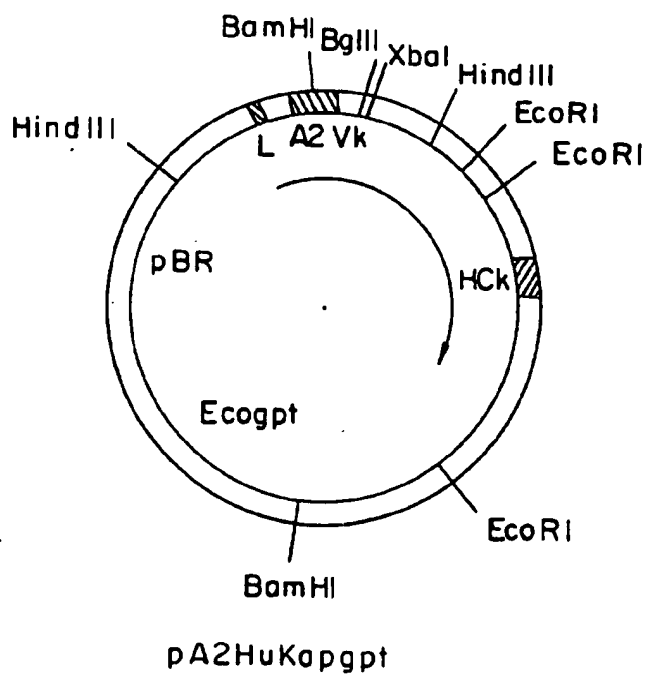 BamHI
BglII
XbaI
HindIII
EcoRI
EcoRI
HindIII
L
A2 Vk
pBR
HCk
Ecogpt
EcoRI
BamHI
pA2HuKapgpt